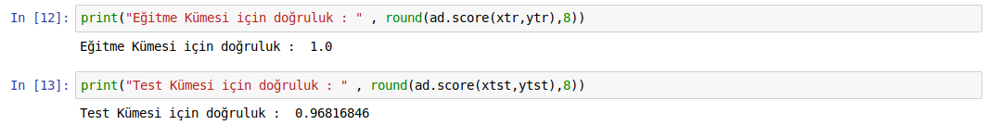 In [12]: print("Eğitme Kümesi için doğruluk : " , round(ad.score(xtr,ytr),8))
Eğitme Kümesi için doğruluk :  1.0
In [13]: print("Test Kümesi için doğruluk : " , round(ad.score(xtst,ytst),8))
Test Kümesi için doğruluk :  0.96816846